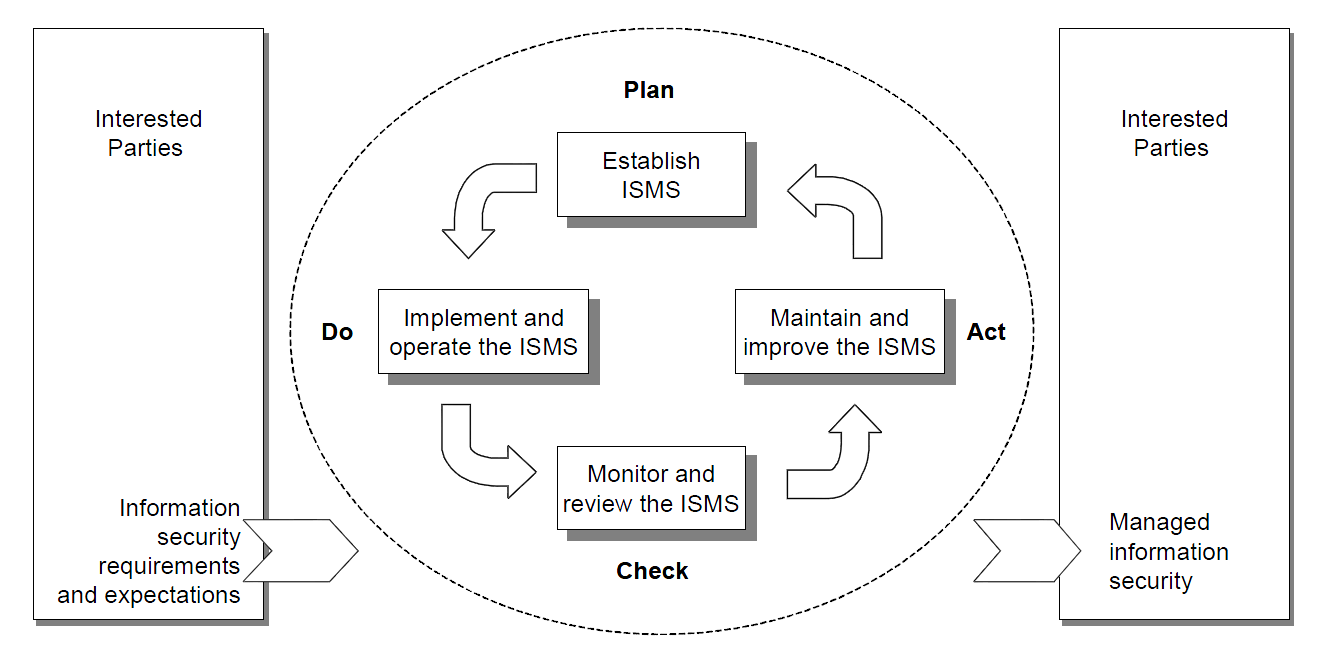 Interested
Parties
Information
security
requirements
and expectations
Plan
Establish
ISMS
Do
Implement and
operate the ISMS
Maintain and
improve the ISMS
Act
Monitor and
review the ISMS
Check
Interested
Parties
Managed
information
security